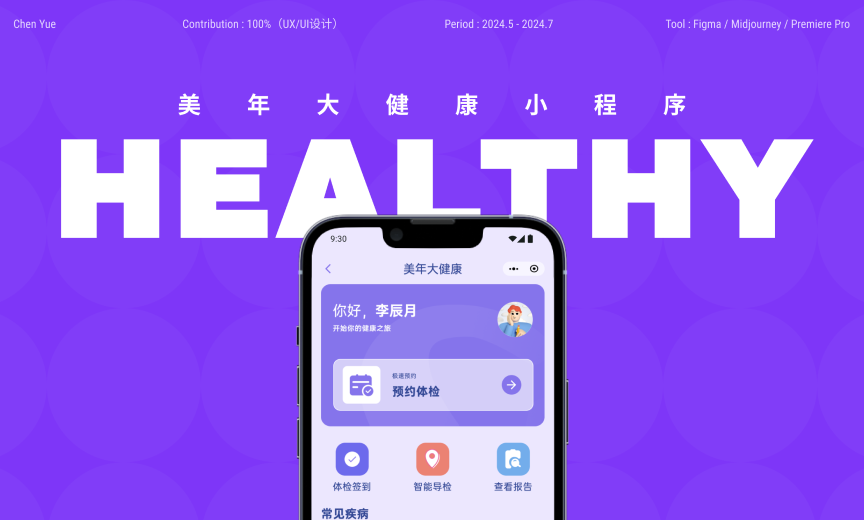 Chen Yue
Contribution : 100%（UX/UI设计）
Period : 2024.5 - 2024.7
Tool : Figma / Midjourney / Premiere Pro
美年大健康小程序
HEALTHY
9:30
美年大健康
你好，李辰月
开始你的健康之旅
极速预约
预约体检
体检签到
智能导检
查看报告
常见疾病